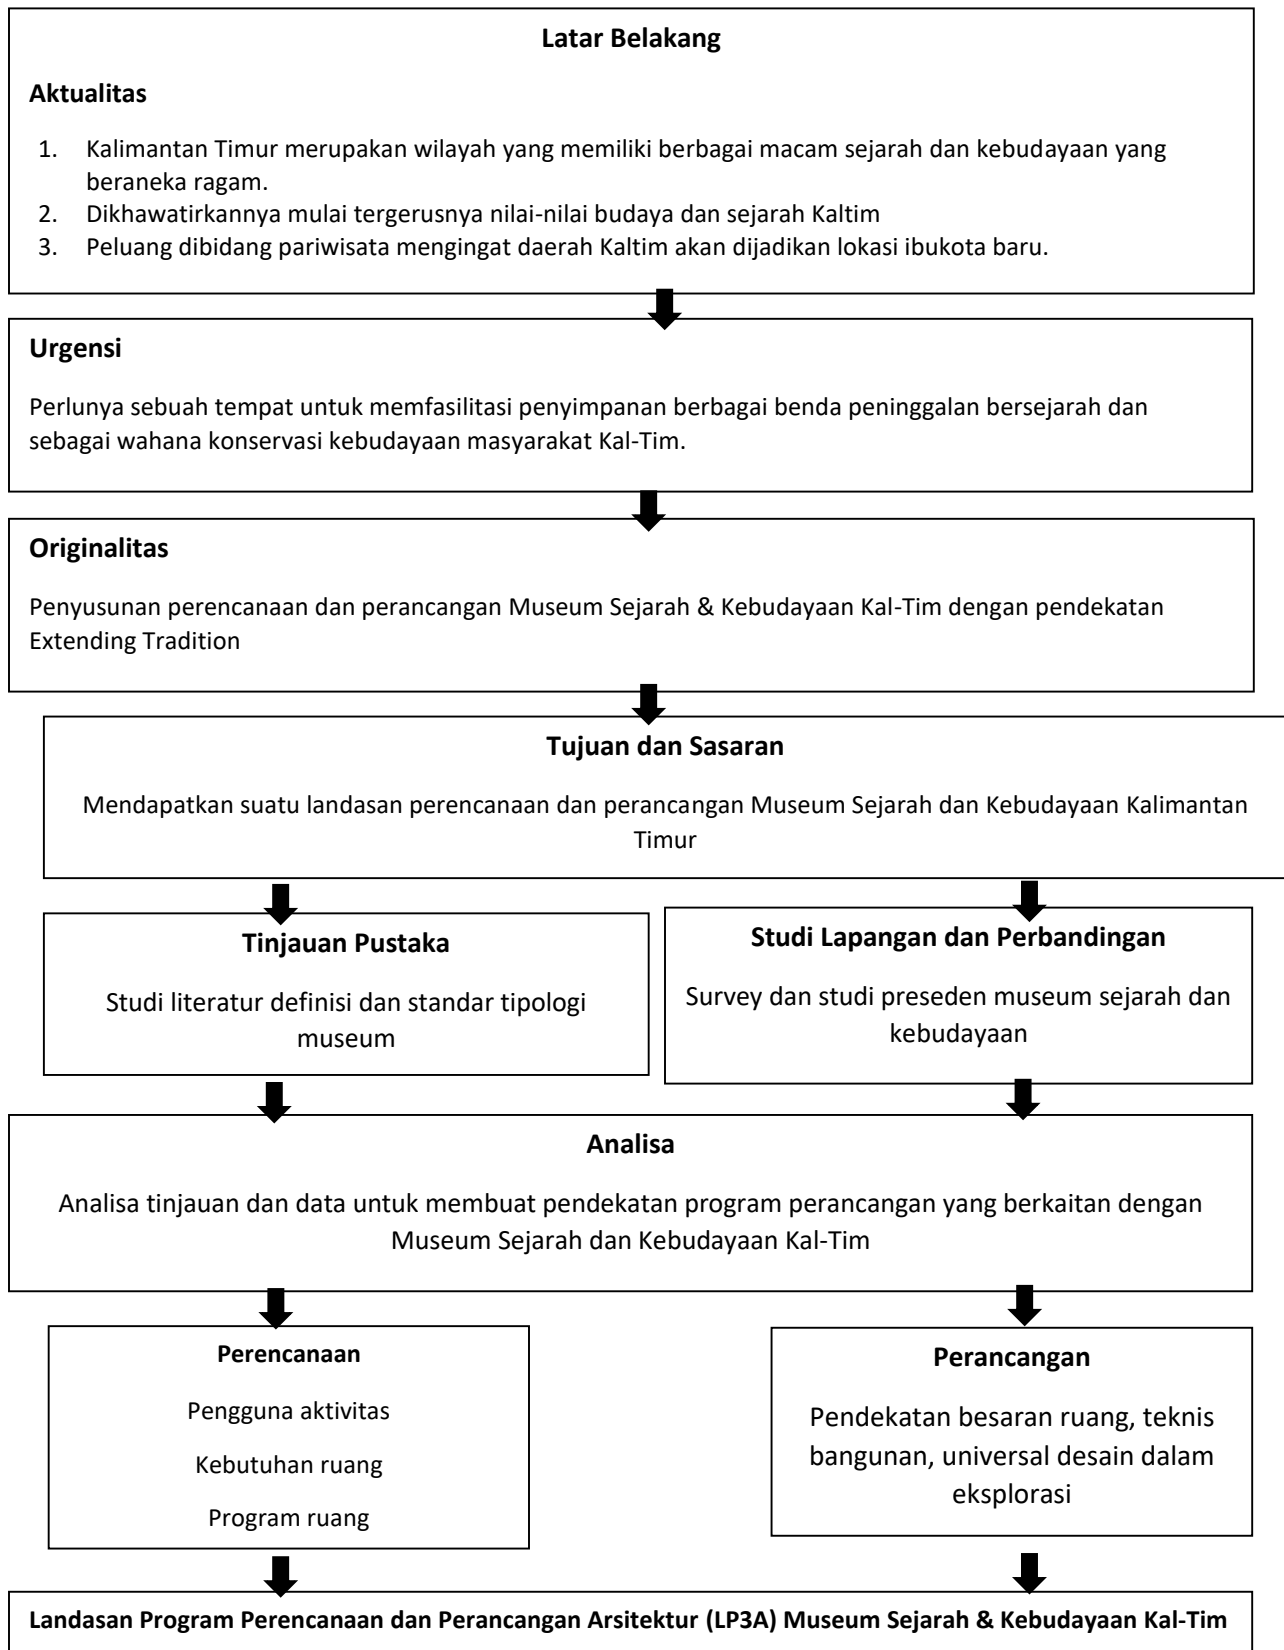 Latar Belakang
Aktualitas
1. Kalimantan Timur merupakan wilayah yang memiliki berbagai macam sejarah dan kebudayaan yang
beraneka ragam.
2. Dikhawatirkannya mulai tergerusnya nilai-nilai budaya dan sejarah Kaltim
3. Peluang dibidang pariwisata mengingat daerah Kaltim akan dijadikan lokasi ibukota baru.
Urgensi
Perlunya sebuah tempat untuk memfasilitasi penyimpanan berbagai benda peninggalan bersejarah dan
sebagai wahana konservasi kebudayaan masyarakat Kal-Tim.
Originalitas
Penyusunan perencanaan dan perancangan Museum Sejarah & Kebudayaan Kal-Tim dengan pendekatan
Extending Tradition
Tujuan dan Sasaran
Mendapatkan suatu landasan perencanaan dan perancangan Museum Sejarah dan Kebudayaan Kalimantan
Timur
Tinjauan Pustaka
Studi literatur definisi dan standar tipologi
museum
Studi Lapangan dan Perbandingan
Survey dan studi preseden museum sejarah dan
kebudayaan
Analisa
Analisa tinjauan dan data untuk membuat pendekatan program perancangan yang berkaitan dengan
Museum Sejarah dan Kebudayaan Kal-Tim
Perencanaan
Pengguna aktivitas
Kebutuhan ruang
Program ruang
Perancangan
Pendekatan besaran ruang, teknis
bangunan, universal desain dalam
eksplorasi
Landasan Program Perencanaan dan Perancangan Arsitektur (LP3A) Museum Sejarah & Kebudayaan Kal-Tim